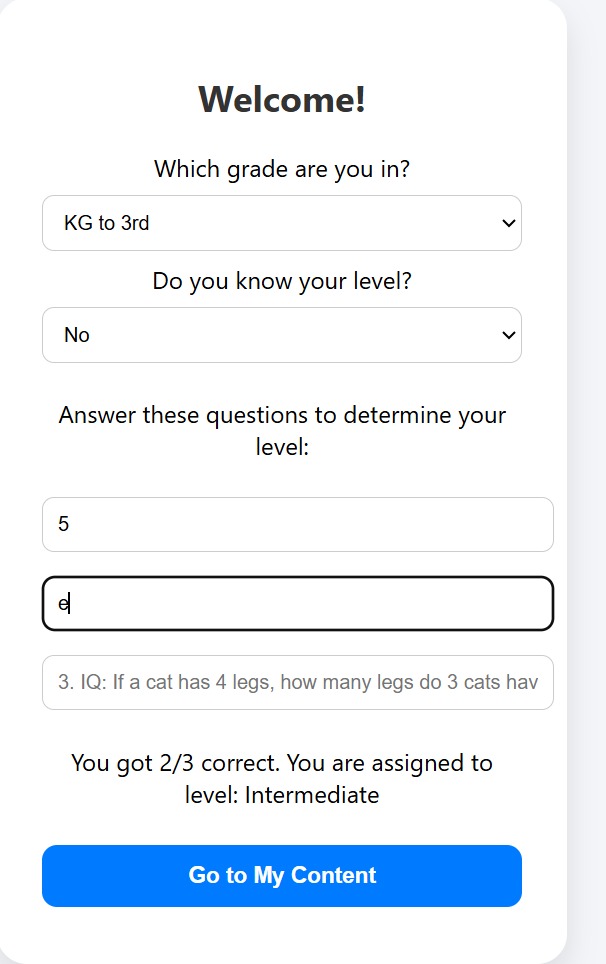 Welcome!
Which grade are you in?
KG to 3rd
Do you know your level?
No
Answer these questions to determine your
level:
5
e
3. IQ: If a cat has 4 legs, how many legs do 3 cats hav
You got 2/3 correct. You are assigned to
level: Intermediate
Go to My Content